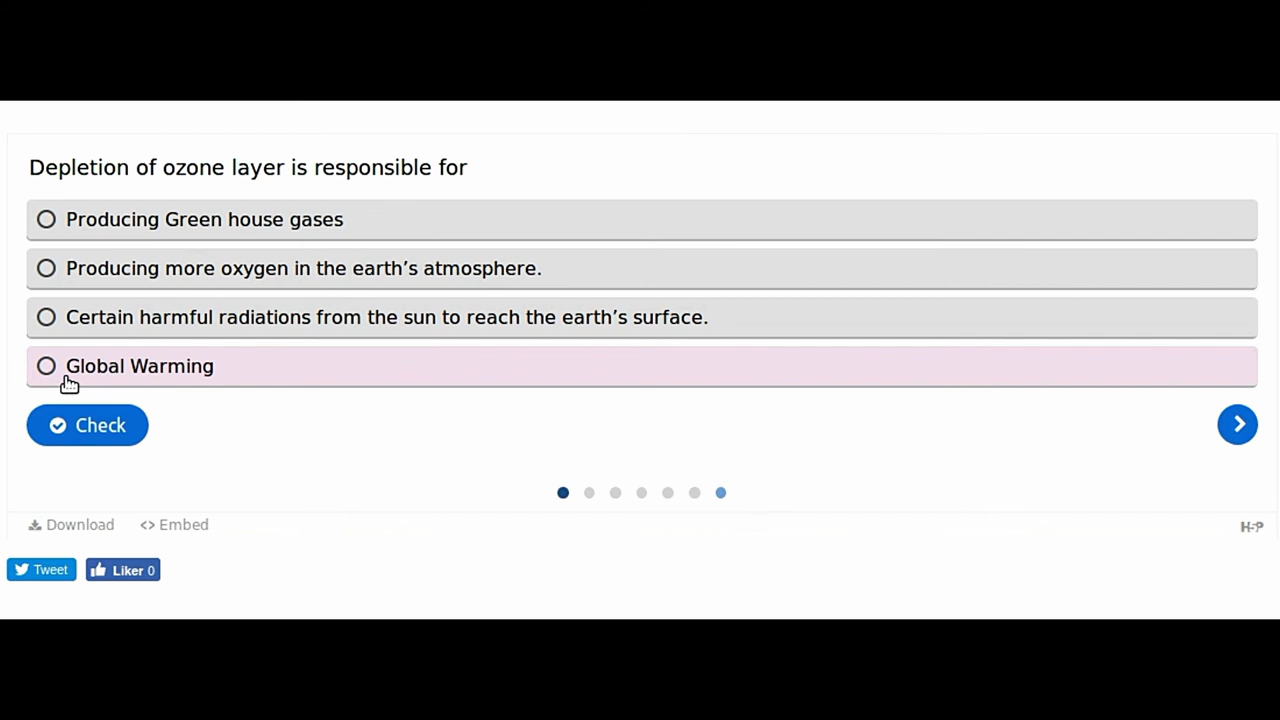 Depletion of ozone layer is responsible for
Producing Green house gases
Producing more oxygen in the earth’s atmosphere.
Certain harmful radiations from the sun to reach the earth’s surface.
Global Warming
Check
Download
Embed
H-P
Tweet
Liker 0